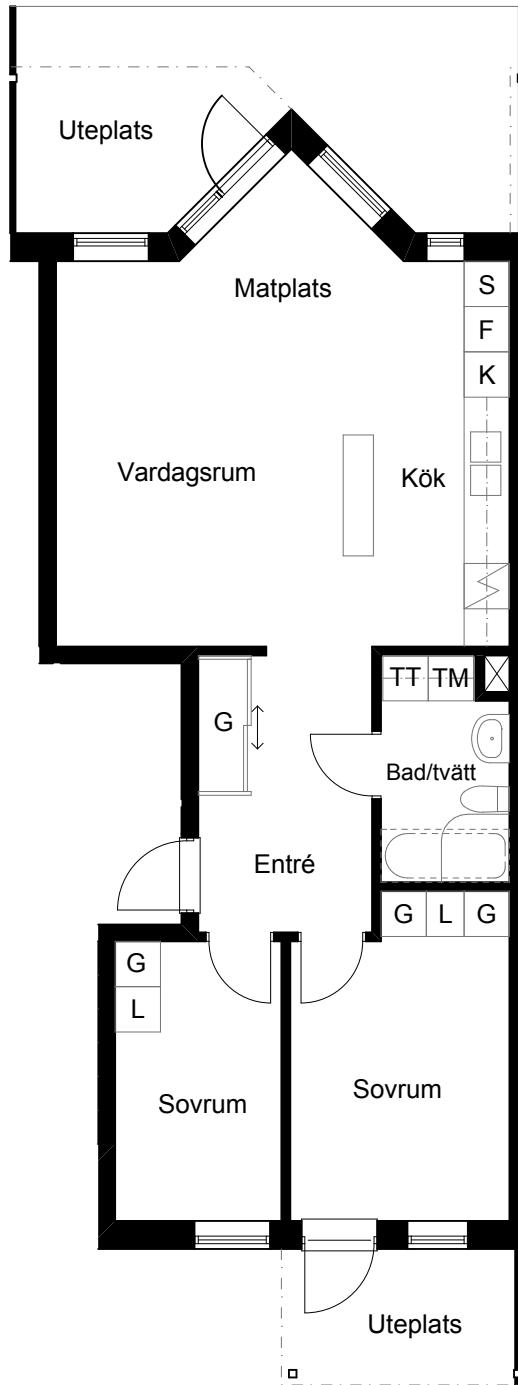 Uteplats
Matplats
S
F
K
Vardagsrum
Kök
TT TM
G
Bad/tvätt
Entré
G L G
G
L
Sovrum
Sovrum
Uteplats